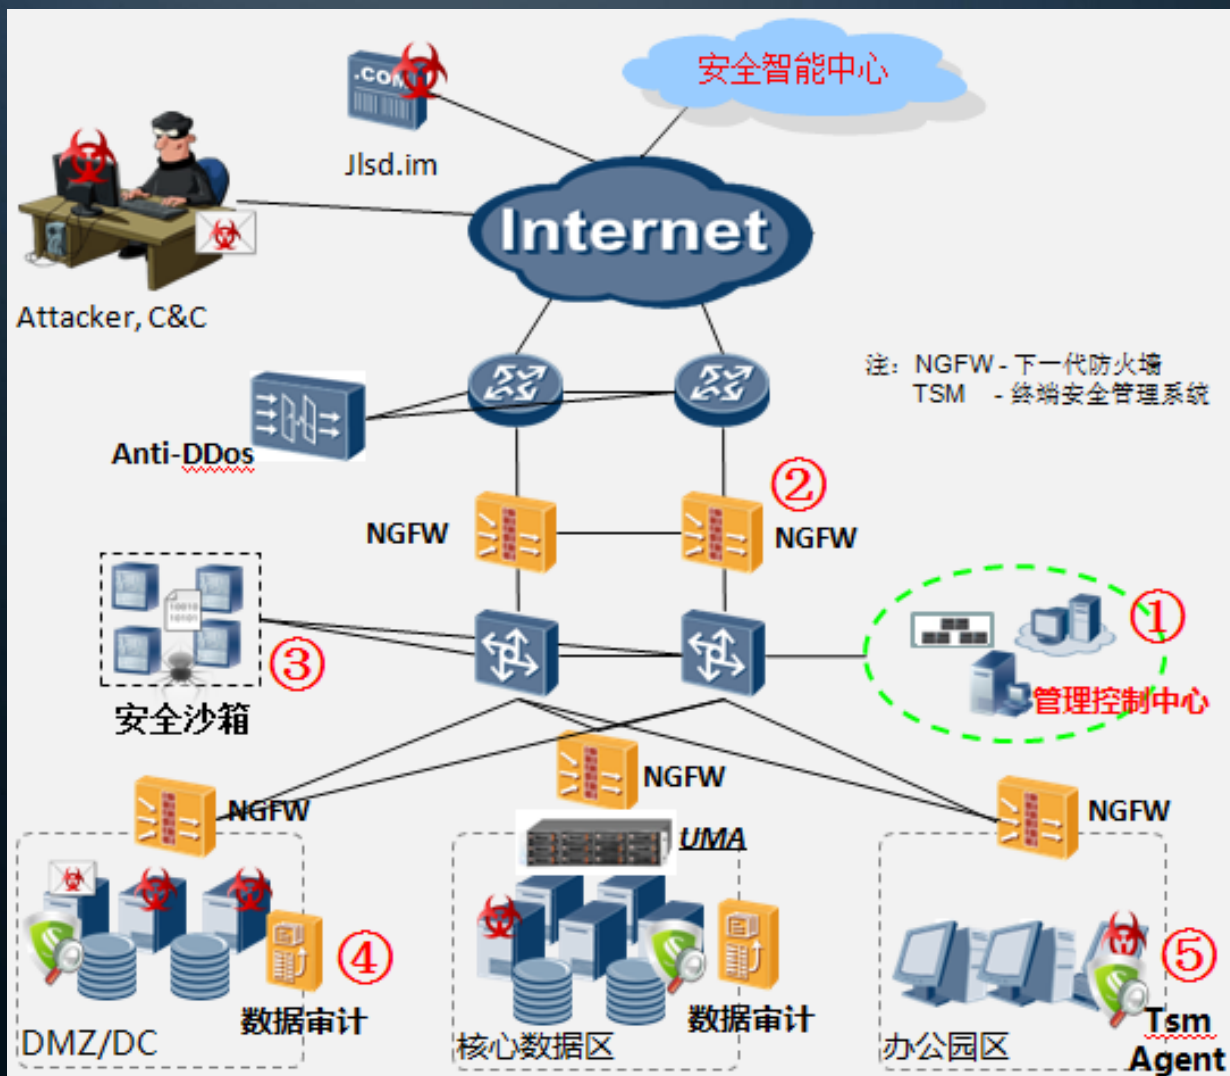 安全智能中心
.COM
Jlsd.im
Internet
Attacker, C&C
注：NGFW - 下一代防火墙
TSM - 终端安全管理系统
Anti-DDos
②
NGFW
NGFW
10010
10101
①
③
管理控制中心
安全沙箱
NGFW
NGFW
NGFW
UMA
④
⑤
数据审计
数据审计
Tsm
Agent
DMZ/DC
核心数据区
办公园区